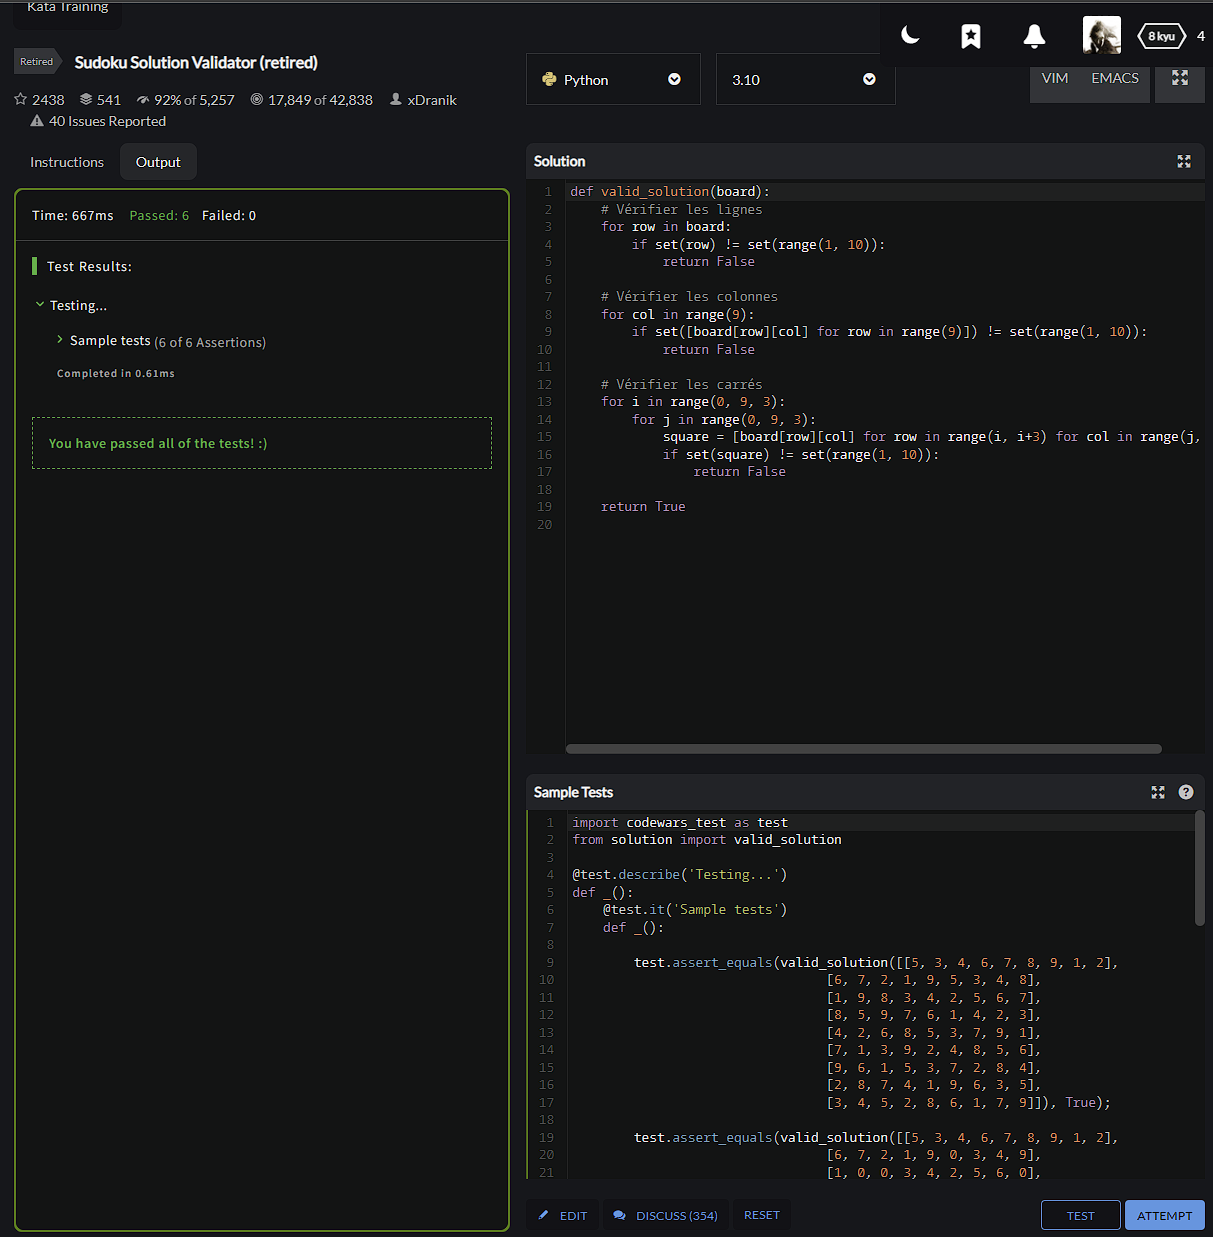 Kata Training
8 kyu 4
Retired Sudoku Solution Validator (retired)
2438 541 92% of 5,257 17,849 of 42,838 xDranik
40 Issues Reported
Python
3.10
VIM EMACS
Instructions Output
Time: 667ms Passed: 6 Failed: 0
Test Results:
Testing...
Sample tests (6 of 6 Assertions)
Completed in 0.61ms
You have passed all of the tests! :)
Solution
1 def valid_solution(board):
2 # Vérifier les lignes
3 for row in board:
4 if set(row) != set(range(1, 10)):
5 return False
6
7 # Vérifier les colonnes
8 for col in range(9):
9 if set([board[row][col] for row in range(9)]) != set(range(1, 10)):
10 return False
11
12 # Vérifier les carrés
13 for i in range(0, 9, 3):
14 for j in range(0, 9, 3):
15 square = [board[row][col] for row in range(i, i+3) for col in range(j,
16 if set(square) != set(range(1, 10)):
17 return False
18
19 return True
20
Sample Tests
1 import codewars_test as test
2 from solution import valid_solution
3
4 @test.describe('Testing...')
5 def _():
6 @test.it('Sample tests')
7 def _():
8
9 test.assert_equals(valid_solution([[5, 3, 4, 6, 7, 8, 9, 1, 2],
10 [6, 7, 2, 1, 9, 5, 3, 4, 8],
11 [1, 9, 8, 3, 4, 2, 5, 6, 7],
12 [8, 5, 9, 7, 6, 1, 4, 2, 3],
13 [4, 2, 6, 8, 5, 3, 7, 9, 1],
14 [7, 1, 3, 9, 2, 4, 8, 5, 6],
15 [9, 6, 1, 5, 3, 7, 2, 8, 4],
16 [2, 8, 7, 4, 1, 9, 6, 3, 5],
17 [3, 4, 5, 2, 8, 6, 1, 7, 9]]), True);
18
19 test.assert_equals(valid_solution([[5, 3, 4, 6, 7, 8, 9, 1, 2],
20 [6, 7, 2, 1, 9, 0, 3, 4, 9],
21 [1, 0, 0, 3, 4, 2, 5, 6, 0],
EDIT DISCUSS (354) RESET TEST ATTEMPT